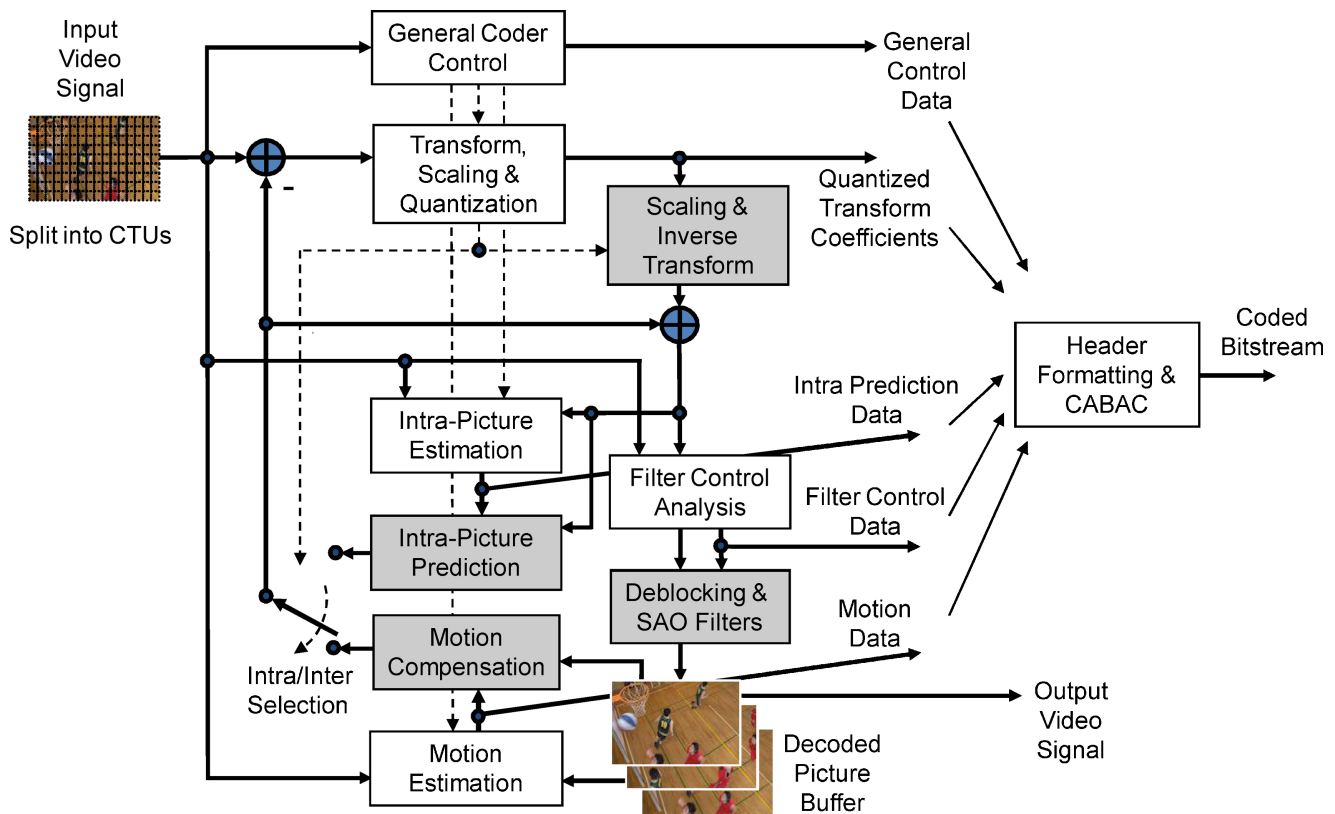 Input
Video
Signal
Split into CTUs
General Coder
Control
General
Control
Data
Transform,
Scaling &
Quantization
-
Quantized
Transform
Coefficients
Scaling &
Inverse
Transform
Header
Formatting &
CABAC
Coded
Bitstream
Intra-Picture
Estimation
Intra Prediction
Data
Filter Control
Analysis
Filter Control
Data
Intra-Picture
Prediction
Deblocking &
SAO Filters
Motion
Data
Motion
Compensation
Intra/Inter
Selection
Output
Video
Signal
Motion
Estimation
Decoded
Picture
Buffer